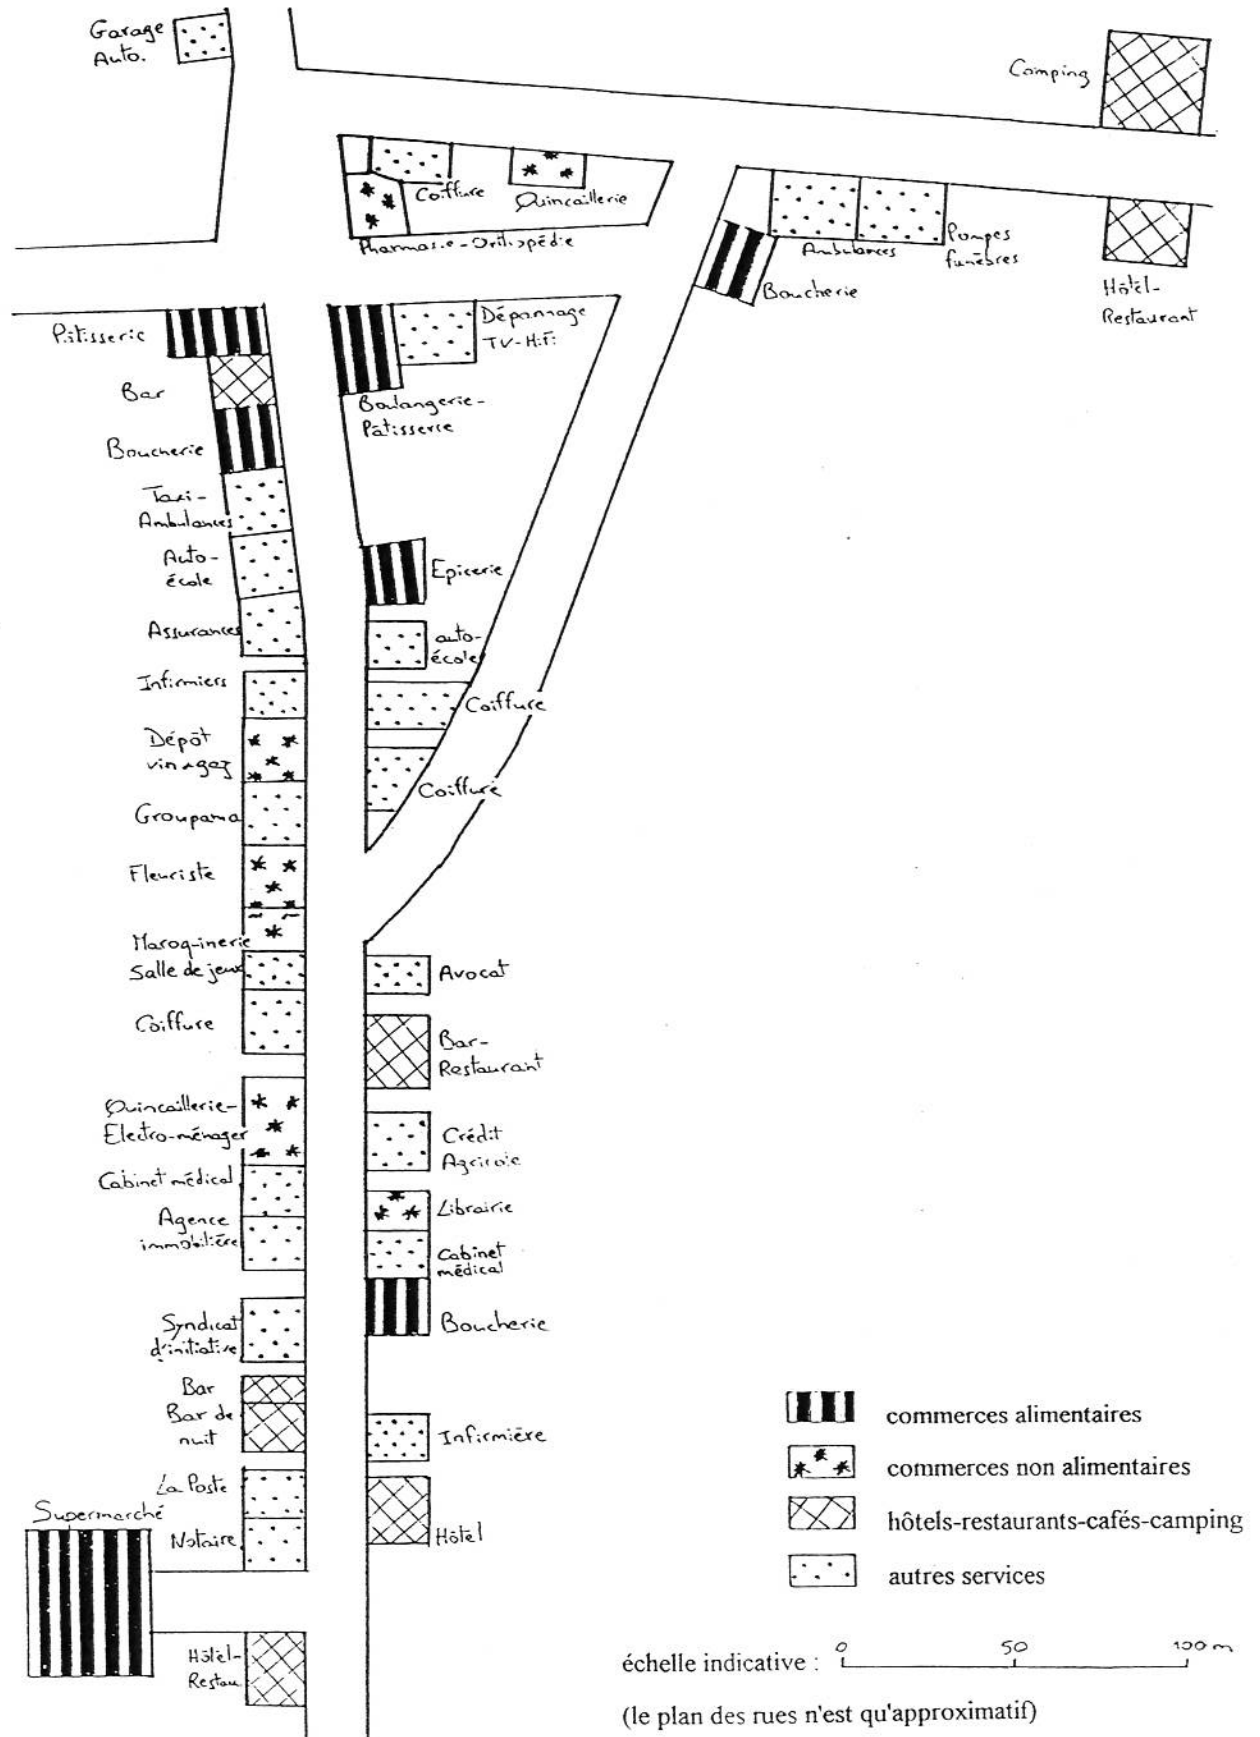 Garage
Auto.
Camping
Coiffure
Quincaillerie
Pharmasie-Orthopédie
Ambulances
Pompes
funèbres
Boucherie
Hôtel-
Restaurant
Pâtisserie
Dépannage
TV-Hifi
Bar
Boulangerie-
Pâtisserie
Boucherie
Taxi-
Ambulances
Auto-
école
Epicerie
Assurances
auto-
école
Infirmiers
Coiffure
Dépôt
vin+gaz
Coiffure
Groupama
Fleuriste
Maroq-inerie
Salle de jeux
Avocat
Coiffure
Bar-
Restaurant
Quincaillerie-
Electro-ménager
Crédit
Agricole
Cabinet médical
Librairie
Agence
immobilière
Cabinet
médical
Syndicat
d'initiative
Boucherie
Bar
Bar de
nuit
Infirmière
La Poste
Supermarché
Notaire
Hôtel
Hôtel-
Restau
commerces alimentaires
commerces non alimentaires
hôtels-restaurants-cafés-camping
autres services
échelle indicative : 0 50 100 m
(le plan des rues n'est qu'approximatif)